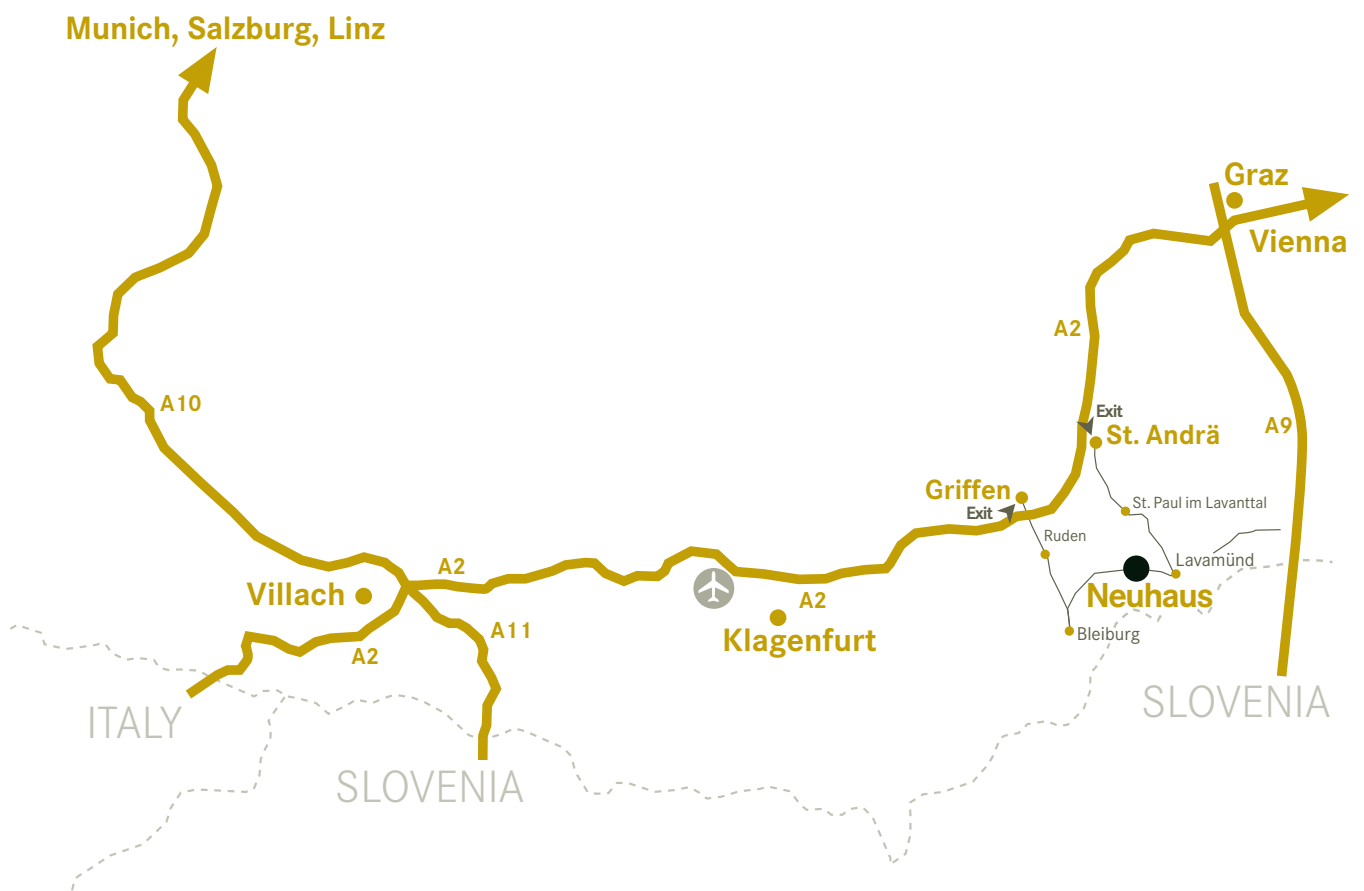 Munich, Salzburg, Linz
Graz
Vienna
A2
A10
Exit
St. Andrä
A9
Griffen
Exit
St. Paul im Lavanttal
Ruden
Lavamünd
A2
Villach
Neuhaus
A2
Klagenfurt
A11
Bleiburg
A2
ITALY
SLOVENIA
SLOVENIA